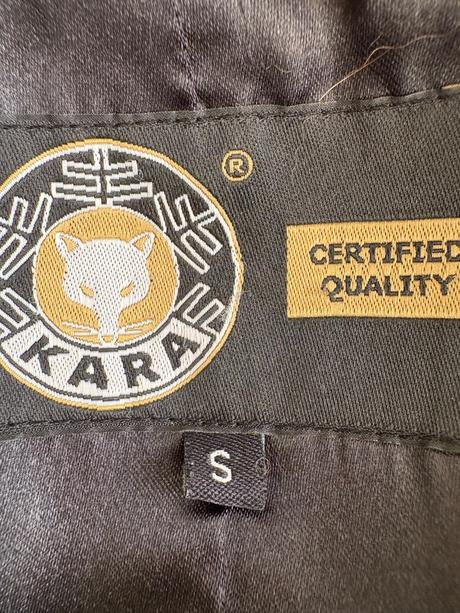 ®
KARA
CERTIFIED
QUALITY
S